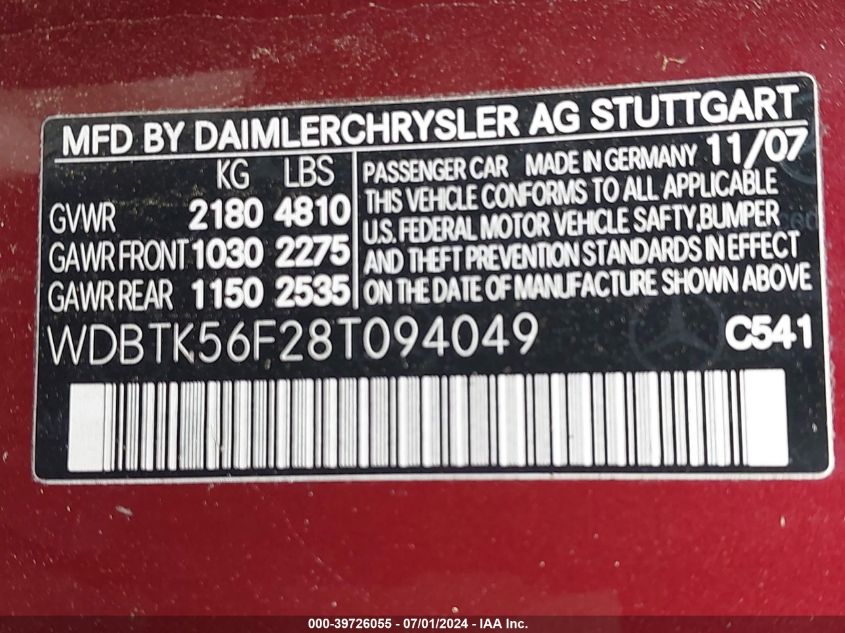 MFD BY DAIMLERCHRYSLER AG STUTTGART
KG LBS
GVWR 2180 4810
GAWR FRONT 1030 2275
GAWR REAR 1150 2535
PASSENGER CAR MADE IN GERMANY 11/07
THIS VEHICLE CONFORMS TO ALL APPLICABLE
U.S. FEDERAL MOTOR VEHICLE SAFTY,BUMPER
AND THEFT PREVENTION STANDARDS IN EFFECT
ON THE DATE OF MANUFACTURE SHOWN ABOVE
WDBTK56F28T094049 C541
000-39726055 — 07/01/2024 — IAA Inc.